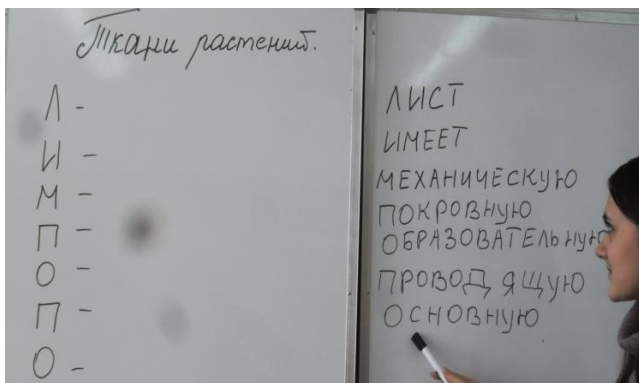 Ткани растений.
Л -
И -
М -
П -
О -
П -
О -
ЛИСТ
ИМЕЕТ
МЕХАНИЧЕСКУЮ
ПОКРОВНУЮ
ОБРАЗОВАТЕЛЬНУЮ
ПРОВОДЯЩУЮ
ОСНОВНУЮ